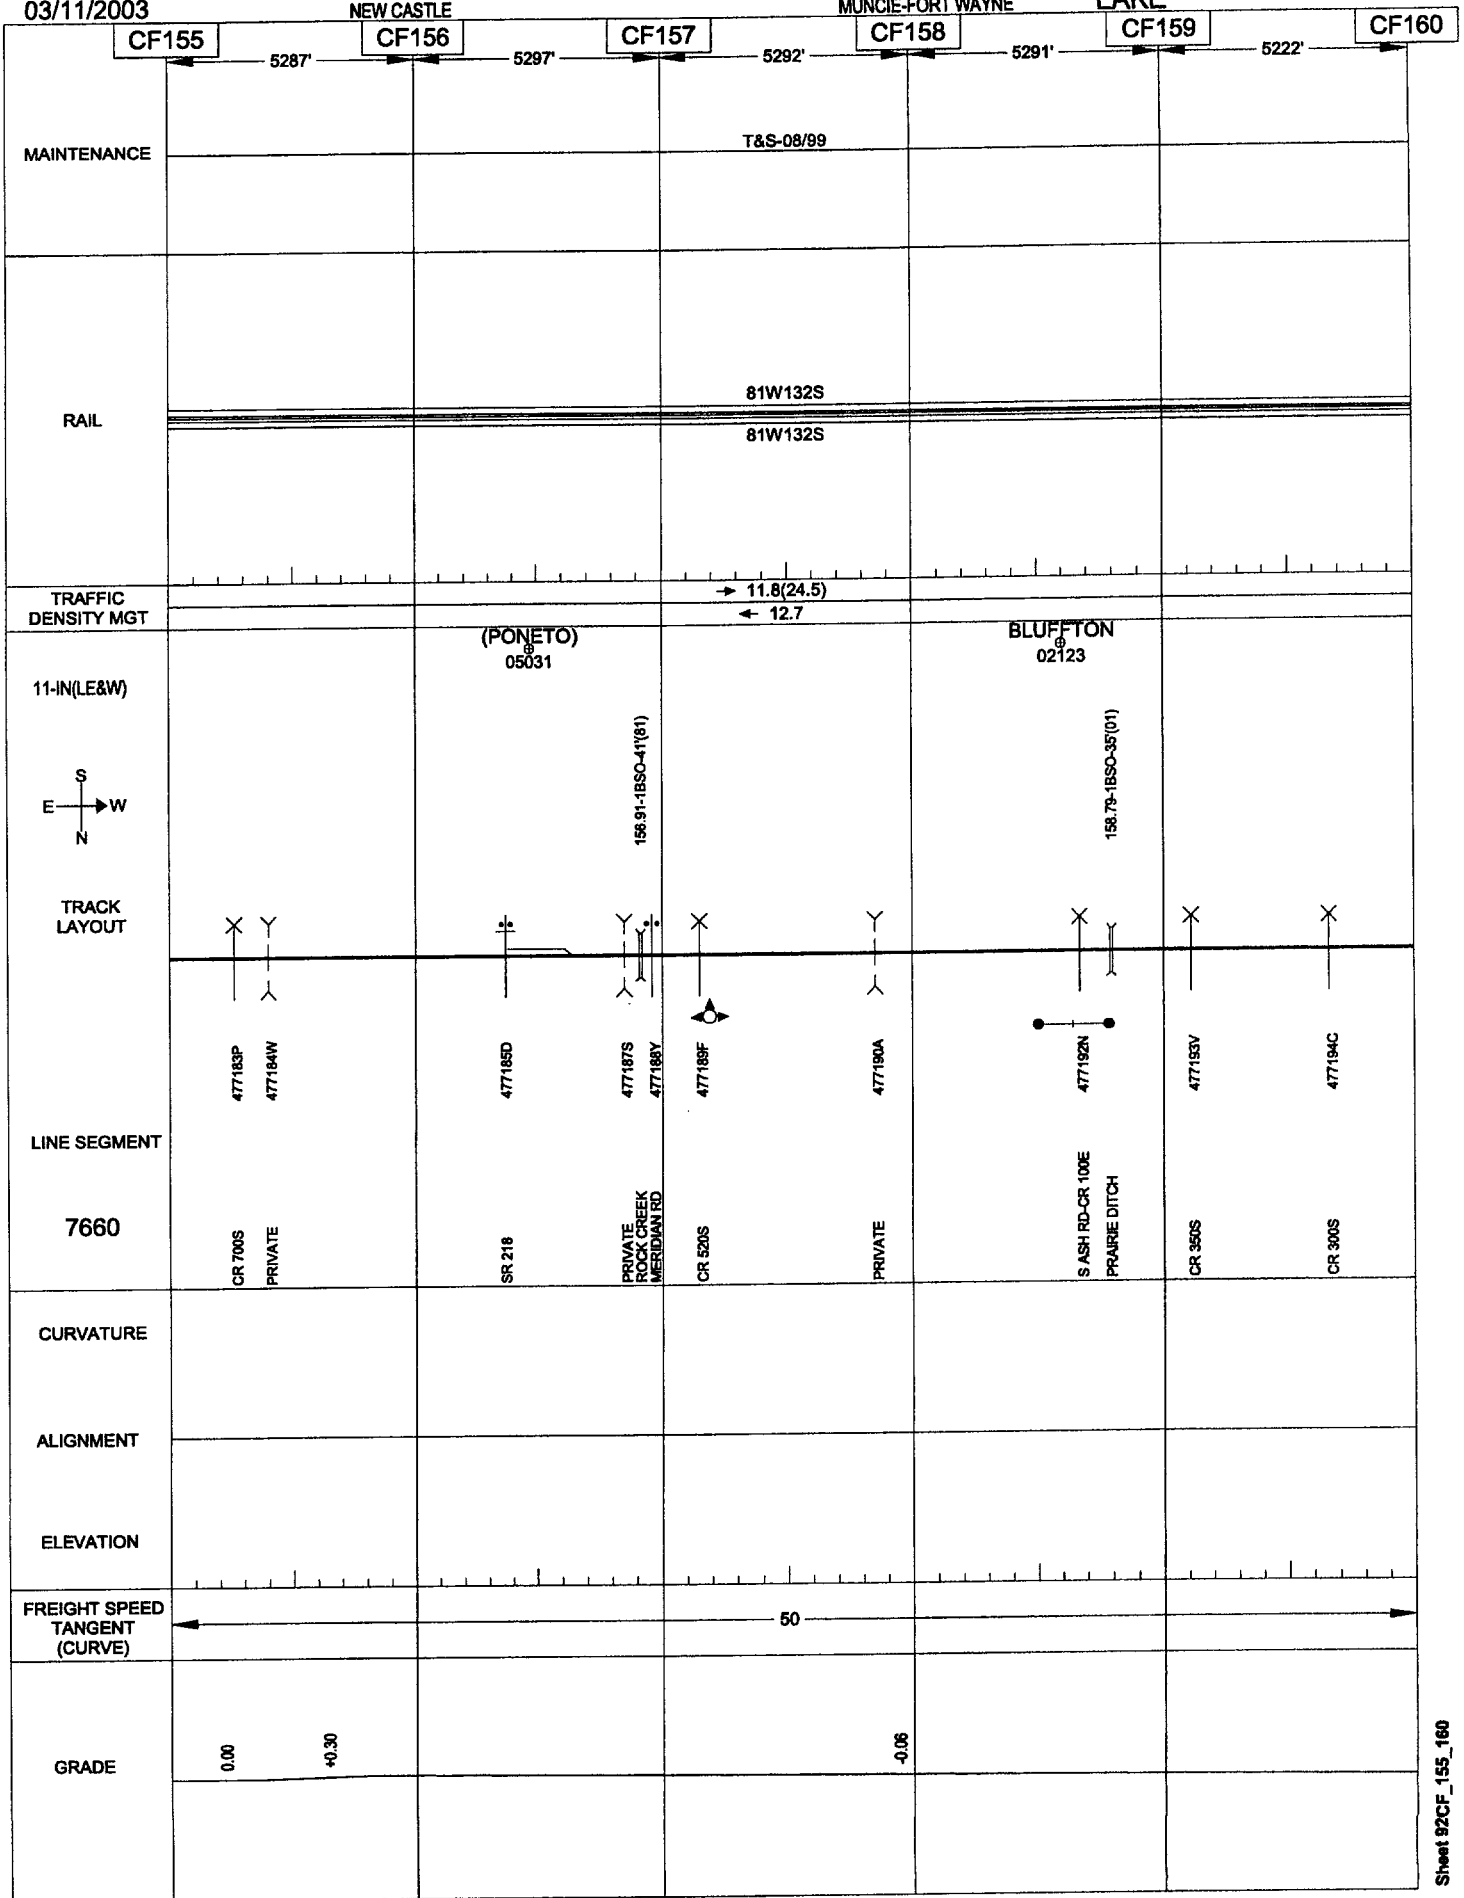 03/11/2003
NEW CASTLE
MUNCIE-FORT WAYNE
LAKE
CF155
CF156
CF157
CF158
CF159
CF160
5287'
5297'
5292'
5291'
5222'
MAINTENANCE
T&S-08/99
RAIL
81W132S
81W132S
TRAFFIC
DENSITY MGT
11.8(24.5)
12.7
(PONETO)
05031
BLUFFTON
02123
11-IN(LE&W)
S
E
W
N
156.91-1BSO-41'(81)
158.79-1BSO-35'(01)
TRACK
LAYOUT
477183P
477184W
477185D
477187S
477188Y
477189F
477190A
477192N
477193V
477194C
LINE SEGMENT
7660
CR 700S
PRIVATE
SR 218
PRIVATE
ROCK CREEK
MERIDIAN RD
CR 520S
PRIVATE
S ASH RD-CR 100E
PRAIRIE DITCH
CR 350S
CR 300S
CURVATURE
ALIGNMENT
ELEVATION
FREIGHT SPEED
TANGENT
(CURVE)
50
GRADE
0.00
+0.30
-0.06
Sheet 92CF_155_160